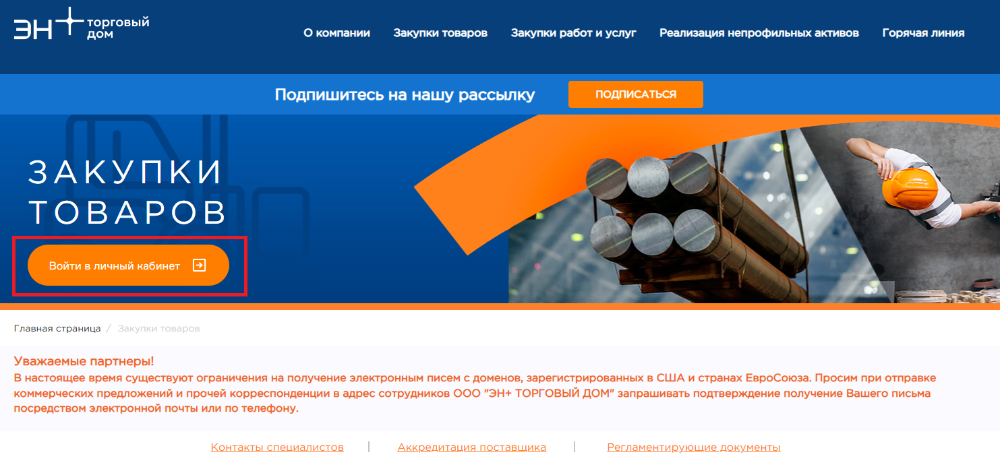 ЭН+ торговый дом
О компании Закупки товаров Закупки работ и услуг Реализация непрофильных активов Горячая линия
Подпишитесь на нашу рассылку ПОДПИСАТЬСЯ
ЗАКУПКИ
ТОВАРОВ
Войти в личный кабинет
Главная страница / Закупки товаров
Уважаемые партнеры!
В настоящее время существуют ограничения на получение электронным писем с доменов, зарегистрированных в США и странах ЕвроСоюза. Просим при отправке
коммерческих предложений и прочей корреспонденции в адрес сотрудников ООО "ЭН+ ТОРГОВЫЙ ДОМ" запрашивать подтверждение получение Вашего письма
посредством электронной почты или по телефону.
Контакты специалистов | Аккредитация поставщика | Регламентирующие документы